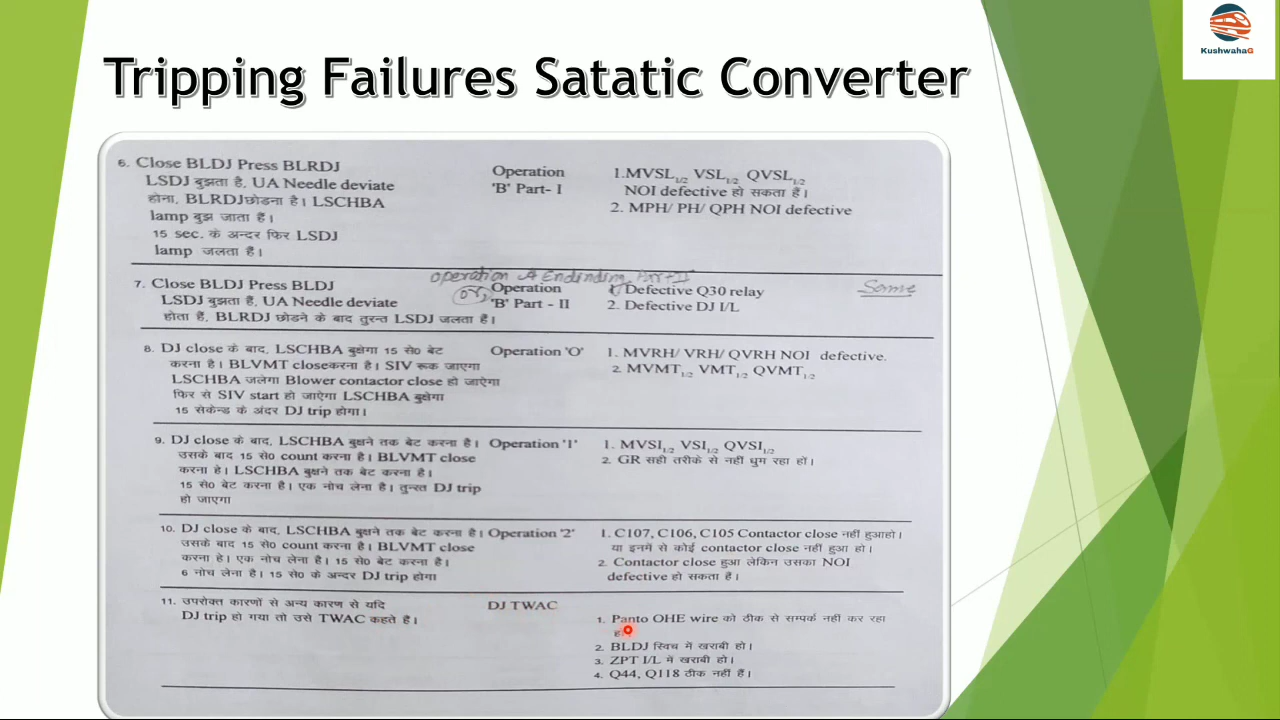 KushwahaG
Tripping Failures Satatic Converter
6. Close BLDJ Press BLRDJ
LSDJ बुझता है, UA Needle deviate
होना, BLRDJ छोडना है। LSCHBA
lamp बुझ जाता हैं।
15 sec. के अन्दर फिर LSDJ
lamp जलता हैं।
Operation
'B' Part- I
1.MVSL1/2 VSL1/2 QVSL1/2
NOI defective हो सकता हैं।
2. MPH/ PH/ QPH NOI defective
operation A Part-II
7. Close BLDJ Press BLDJ
LSDJ बुझता है, UA Needle deviate
होता हैं, BLRDJ छोडने के बाद तुरन्त LSDJ जलता हैं।
Operation
'B' Part - II
1. Defective Q30 relay
2. Defective DJ I/L
Same
8. DJ close के बाद, LSCHBA बुझेगा 15 से0 बेट
करना है। BLVMT closeकरना है। SIV रूक जाएगा
LSCHBA जलेगा Blower contactor close हो जाऐगा
फिर से SIV start हो जाऐगा LSCHBA बुझेगा
15 सेकेन्ड के अंदर DJ trip होगा।
Operation 'O'
1. MVRH/ VRH/ QVRH NOI defective.
2. MVMT1/2 VMT1/2 QVMT1/2
9. DJ close के बाद, LSCHBA बुझने तक बेट करना है।
उसके बाद 15 से0 count करना है। BLVMT close
करना है। LSCHBA बुझने तक बेट करना है।
15 से0 बेट करना है। एक नोच लेना है। तुन्रत DJ trip
हो जाएगा
Operation '1'
1. MVSI1/2 VSI1/2 QVSI1/2
2. GR सही तरीके से नहीं घुम रहा हों।
10. DJ close के बाद, LSCHBA बुझने तक बेट करना है।
उसके बाद 15 से0 count करना है। BLVMT close
करना है। एक नोच लेना है। 15 से0 बेट करना है।
6 नोच लेना है। 15 से0 के अन्दर DJ trip होगा
Operation '2'
1. C107, C106, C105 Contactor close नहीं हुआहो।
या इनमें से कोई contactor close नहीं हुआ हो।
2. Contactor close हुआ लेकिन उसका NOI
defective हो सकता है।
11. उपरोक्त कारणों से अन्य कारण से यदि
DJ trip हो गया तो उसे TWAC कहते है।
DJ TWAC
1. Panto OHE wire को ठीक से सम्पर्क नही कर रहा
2. BLDJ स्विच में खराबी हो।
3. ZPT I/L में खराबी हो।
4. Q44, Q118 ठीक नहीं हैं।